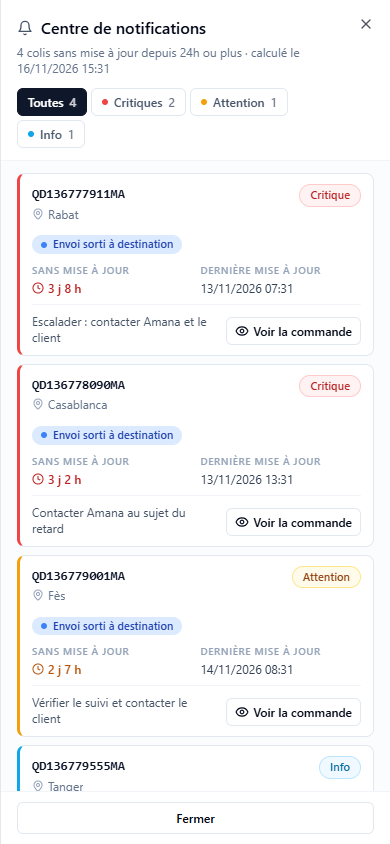 Centre de notifications
4 colis sans mise à jour depuis 24h ou plus · calculé le
16/11/2026 15:31
Toutes 4
Critiques 2
Attention 1
Info 1
QD136777911MA
Critique
Rabat
Envoi sorti à destination
SANS MISE À JOUR
DERNIÈRE MISE À JOUR
3 j 8 h
13/11/2026 07:31
Escalader : contacter Amana et le
client
Voir la commande
QD136778090MA
Critique
Casablanca
Envoi sorti à destination
SANS MISE À JOUR
DERNIÈRE MISE À JOUR
3 j 2 h
13/11/2026 13:31
Contacter Amana au sujet du
retard
Voir la commande
QD136779001MA
Attention
Fès
Envoi sorti à destination
SANS MISE À JOUR
DERNIÈRE MISE À JOUR
2 j 7 h
14/11/2026 08:31
Vérifier le suivi et contacter le
client
Voir la commande
QD136779555MA
Info
Tanger
Fermer